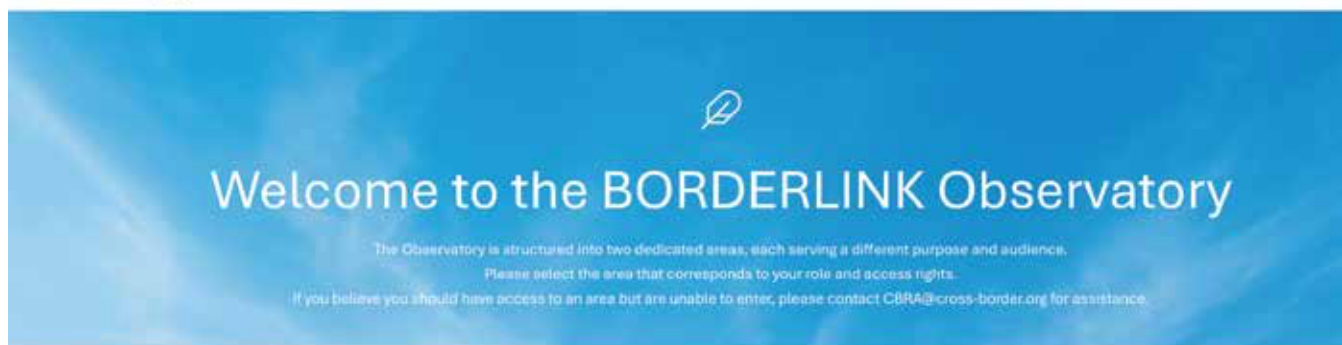 Welcome to the BORDERLINK Observatory
The Observatory is structured into two dedicated areas, each serving a different purpose and audience.
Please select the area that corresponds to your role and access rights.
If you believe you should have access to an area but are unable to enter, please contact CBRA@cross-border.org for assistance.